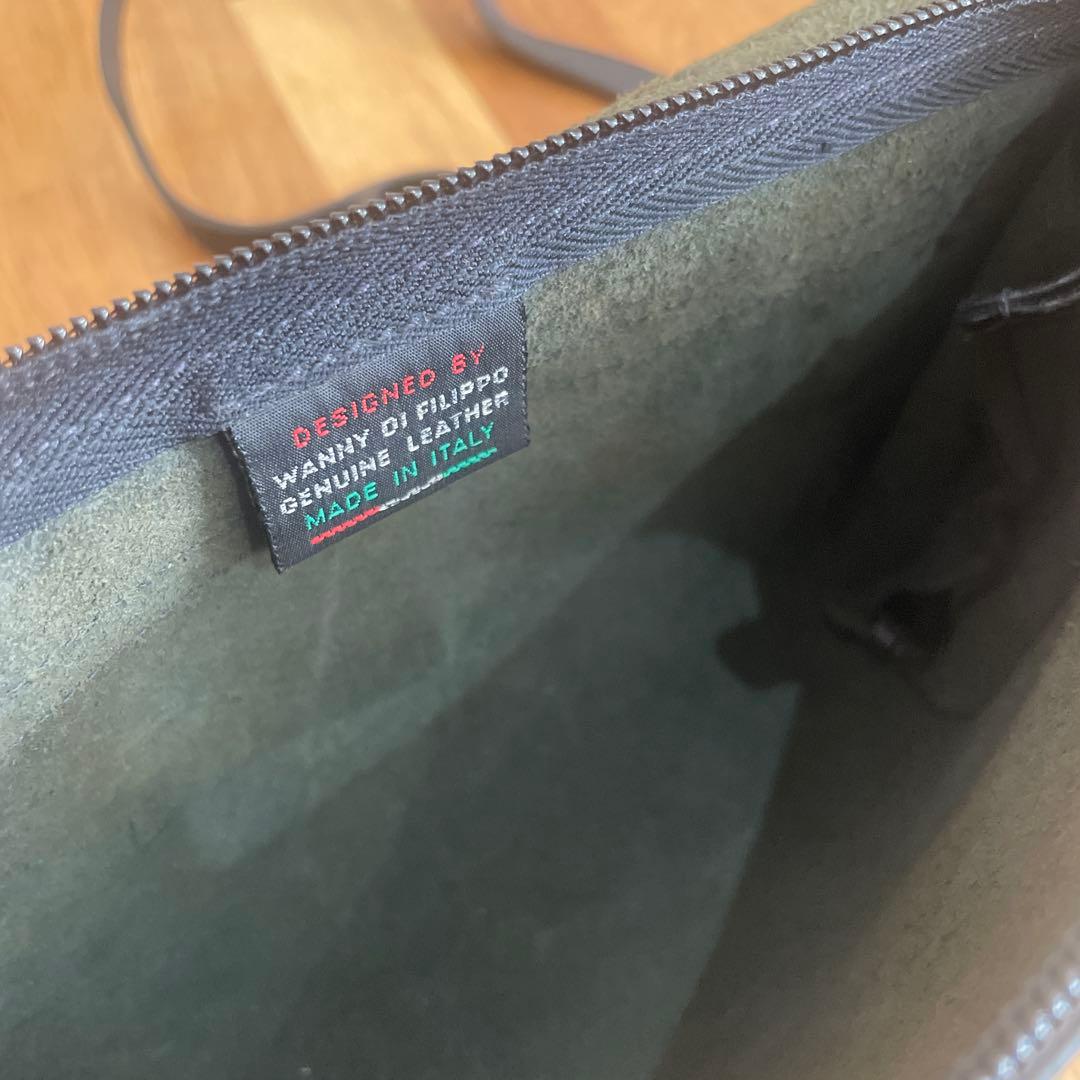 DESIGNED BY
WANNY DI FILIPPO
GENUINE LEATHER
MADE IN ITALY